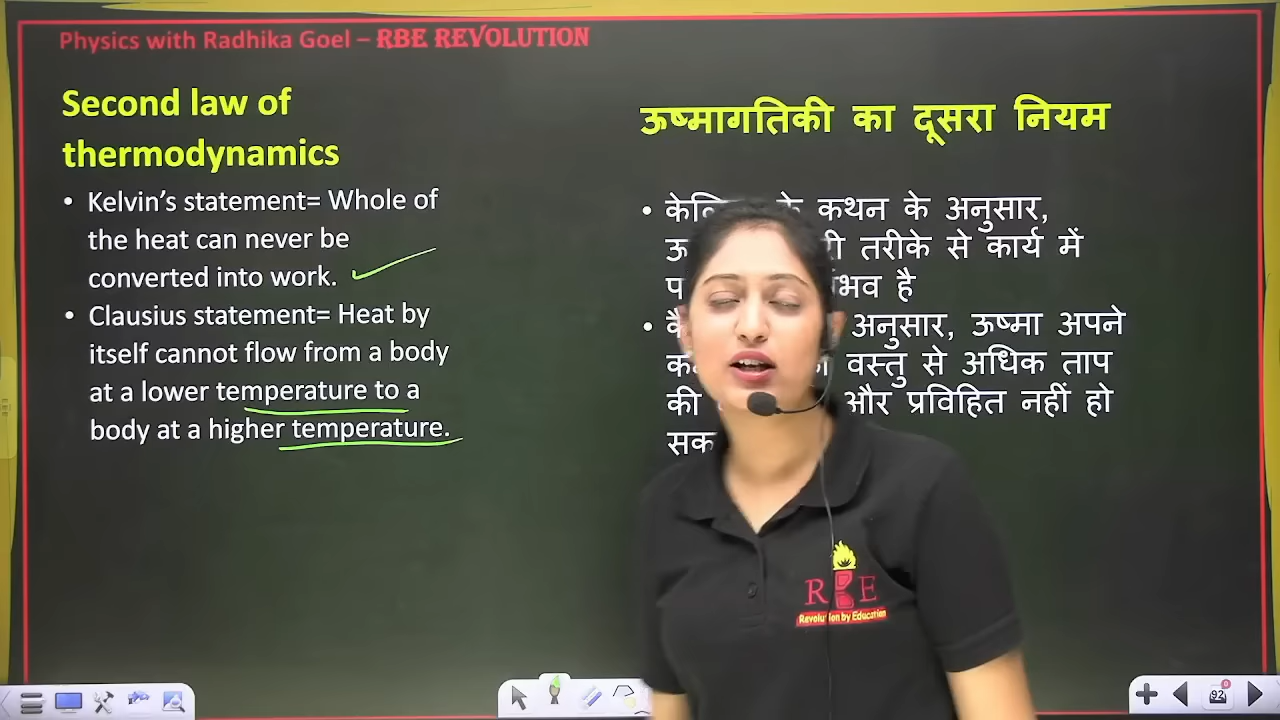 Physics with Radhika Goel – RBE REVOLUTION
Second law of
thermodynamics
• Kelvin's statement= Whole of
the heat can never be
converted into work.
• Clausius statement= Heat by
itself cannot flow from a body
at a lower temperature to a
body at a higher temperature.
ऊष्मागतिकी का दूसरा नियम
• के कथन के अनुसार,
तरीके से कार्य में
है
• अनुसार, ऊष्मा अपने
वस्तु से अधिक ताप
की और प्रविहित नहीं हो
R E
Revolution by Education
92